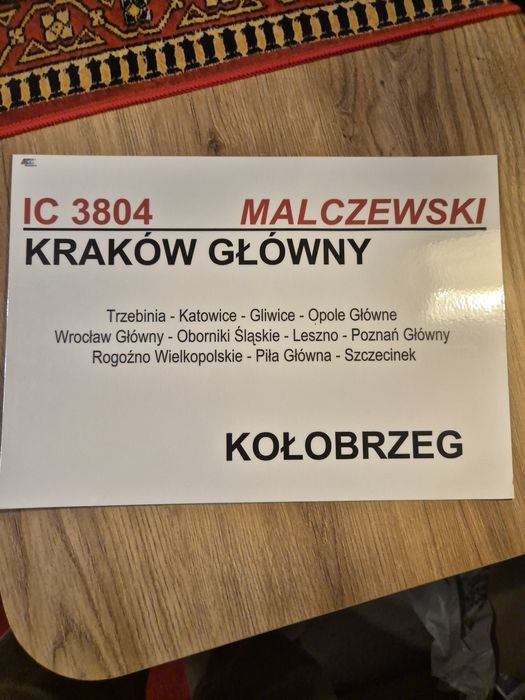 IC 3804 MALCZEWSKI
KRAKÓW GŁÓWNY
Trzebinia - Katowice - Gliwice - Opole Główne
Wrocław Główny - Oborniki Śląskie - Leszno - Poznań Główny
Rogoźno Wielkopolskie - Piła Główna - Szczecinek
KOŁOBRZEG